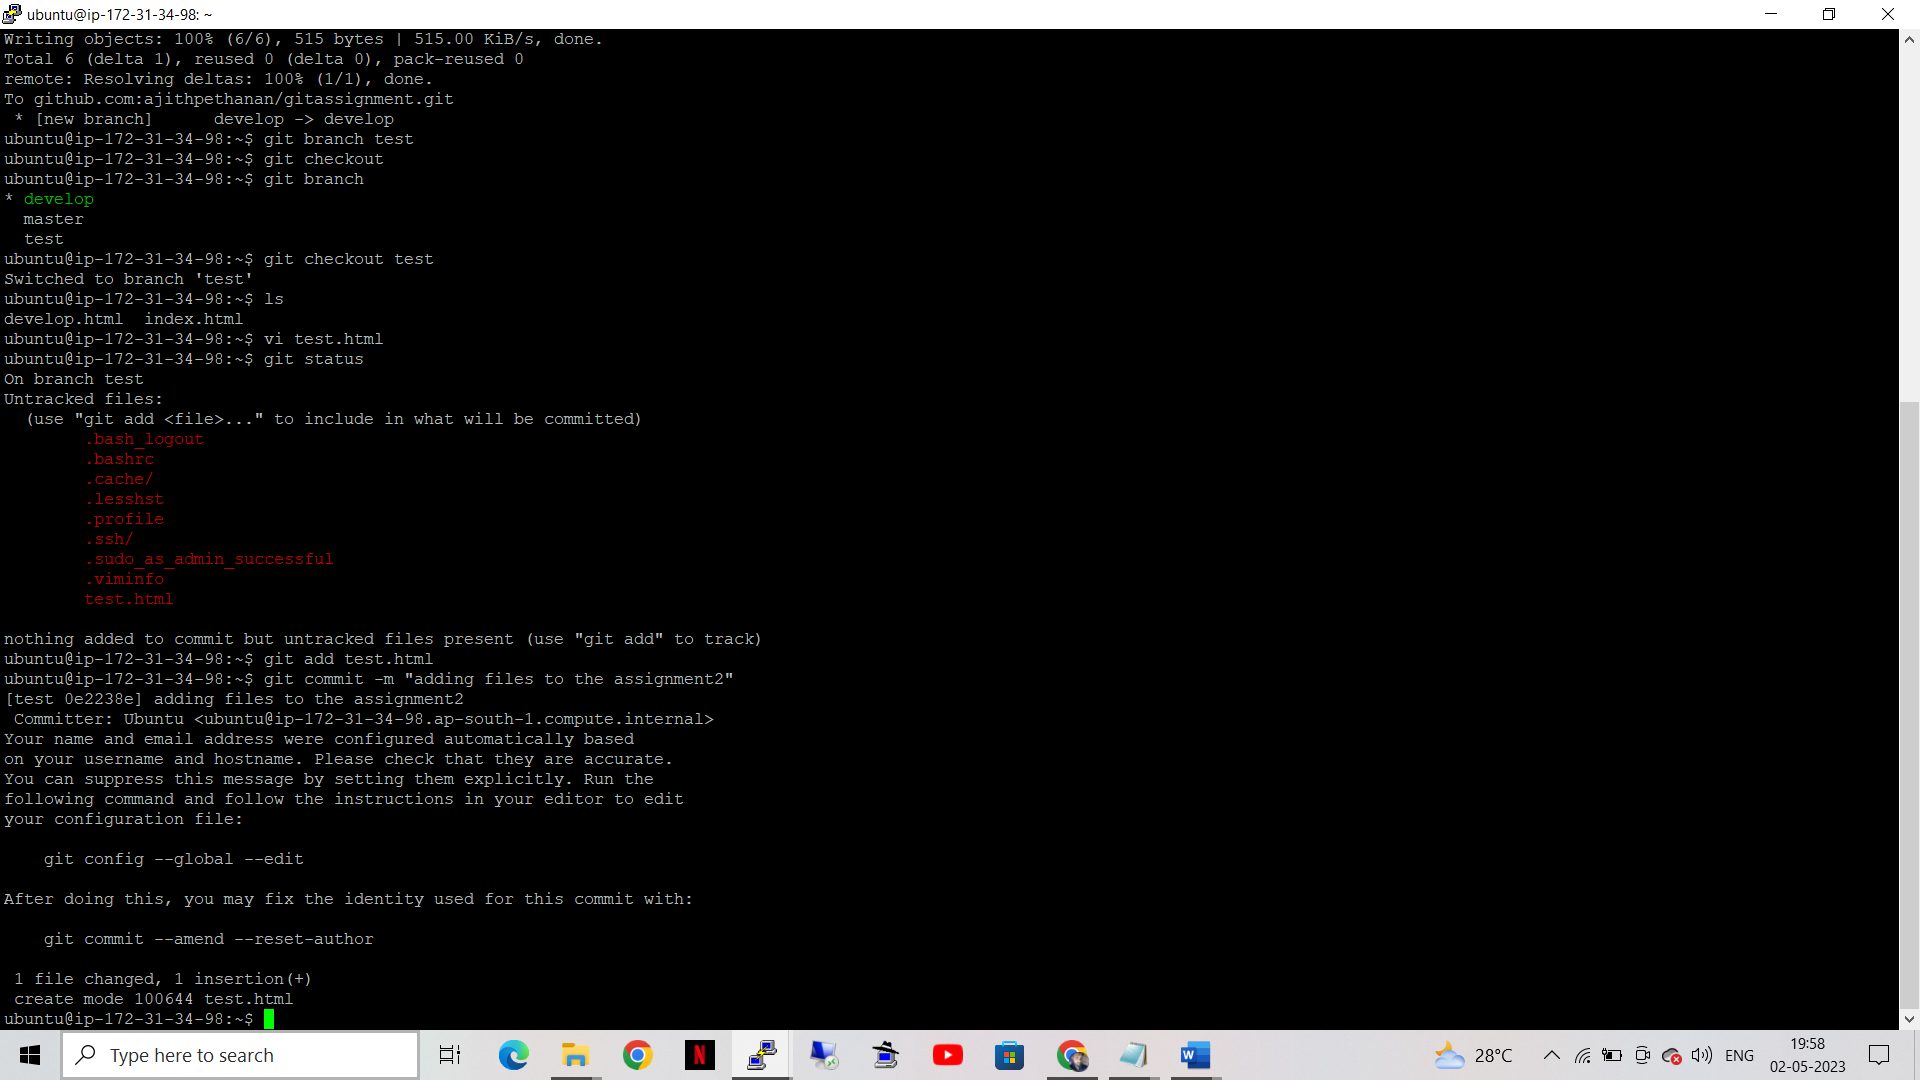 ubuntu@ip-172-31-34-98: ~
Writing objects: 100% (6/6), 515 bytes | 515.00 KiB/s, done.
Total 6 (delta 1), reused 0 (delta 0), pack-reused 0
remote: Resolving deltas: 100% (1/1), done.
To github.com:ajithpethanan/gitassignment.git
 * [new branch]      develop -> develop
ubuntu@ip-172-31-34-98:~$ git branch test
ubuntu@ip-172-31-34-98:~$ git checkout
ubuntu@ip-172-31-34-98:~$ git branch
* develop
  master
  test
ubuntu@ip-172-31-34-98:~$ git checkout test
Switched to branch 'test'
ubuntu@ip-172-31-34-98:~$ ls
develop.html  index.html
ubuntu@ip-172-31-34-98:~$ vi test.html
ubuntu@ip-172-31-34-98:~$ git status
On branch test
Untracked files:
  (use "git add <file>..." to include in what will be committed)
        .bash_logout
        .bashrc
        .cache/
        .lesshst
        .profile
        .ssh/
        .sudo_as_admin_successful
        .viminfo
        test.html
nothing added to commit but untracked files present (use "git add" to track)
ubuntu@ip-172-31-34-98:~$ git add test.html
ubuntu@ip-172-31-34-98:~$ git commit -m "adding files to the assignment2"
[test 0e2238e] adding files to the assignment2
 Committer: Ubuntu <ubuntu@ip-172-31-34-98.ap-south-1.compute.internal>
Your name and email address were configured automatically based
on your username and hostname. Please check that they are accurate.
You can suppress this message by setting them explicitly. Run the
following command and follow the instructions in your editor to edit
your configuration file:
    git config --global --edit
After doing this, you may fix the identity used for this commit with:
    git commit --amend --reset-author
 1 file changed, 1 insertion(+)
 create mode 100644 test.html
ubuntu@ip-172-31-34-98:~$
Type here to search
N
W
28°C
ENG
19:58
02-05-2023